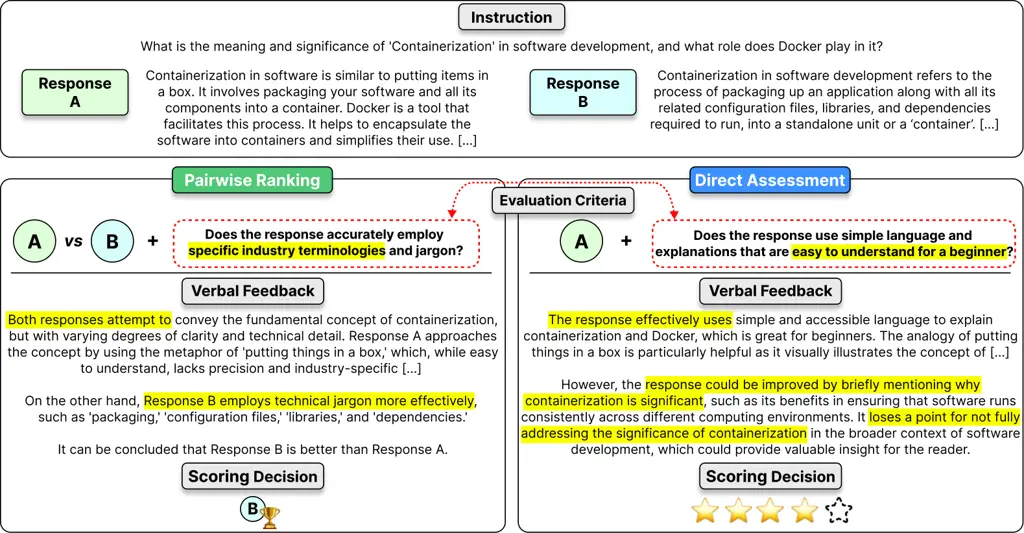 Instruction
What is the meaning and significance of 'Containerization' in software development, and what role does Docker play in it?
Response
A
Containerization in software is similar to putting items in
a box. It involves packaging your software and all its
components into a container. Docker is a tool that
facilitates this process. It helps to encapsulate the
software into containers and simplifies their use. [...]
Response
B
Containerization in software development refers to the
process of packaging up an application along with all its
related configuration files, libraries, and dependencies
required to run, into a standalone unit or a ‘container’. [...]
Pairwise Ranking
A vs B +
Does the response accurately employ
specific industry terminologies and jargon?
Verbal Feedback
Both responses attempt to convey the fundamental concept of containerization,
but with varying degrees of clarity and technical detail. Response A approaches
the concept by using the metaphor of 'putting things in a box,' which, while easy
to understand, lacks precision and industry-specific [...]
On the other hand, Response B employs technical jargon more effectively,
such as 'packaging,' 'configuration files,' 'libraries,' and 'dependencies.'
It can be concluded that Response B is better than Response A.
Scoring Decision
B
Evaluation Criteria
Direct Assessment
A +
Does the response use simple language and
explanations that are easy to understand for a beginner?
Verbal Feedback
The response effectively uses simple and accessible language to explain
containerization and Docker, which is great for beginners. The analogy of putting
things in a box is particularly helpful as it visually illustrates the concept of [...]
However, the response could be improved by briefly mentioning why
containerization is significant, such as its benefits in ensuring that software runs
consistently across different computing environments. It loses a point for not fully
addressing the significance of containerization in the broader context of software
development, which could provide valuable insight for the reader.
Scoring Decision